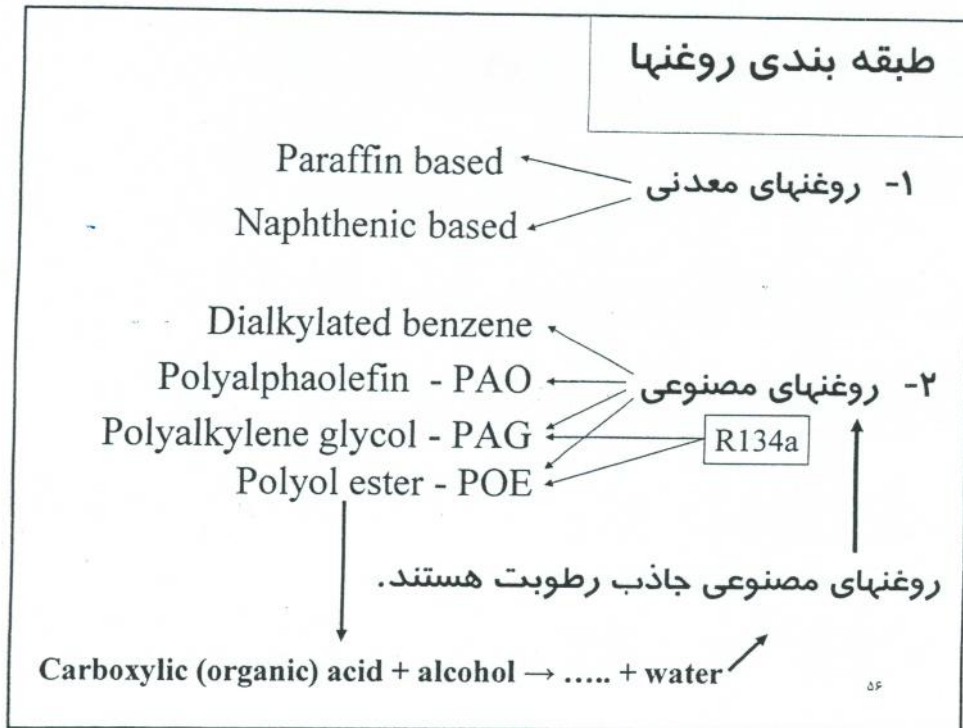 طبقه بندی روغنها
۱- روغنهای معدنی
Paraffin based
Naphthenic based
۲- روغنهای مصنوعی
Dialkylated benzene
Polyalphaolefin - PAO
Polyalkylene glycol - PAG
Polyol ester - POE
R134a
روغنهای مصنوعی جاذب رطوبت هستند.
Carboxylic (organic) acid + alcohol → ..... + water
۵۶